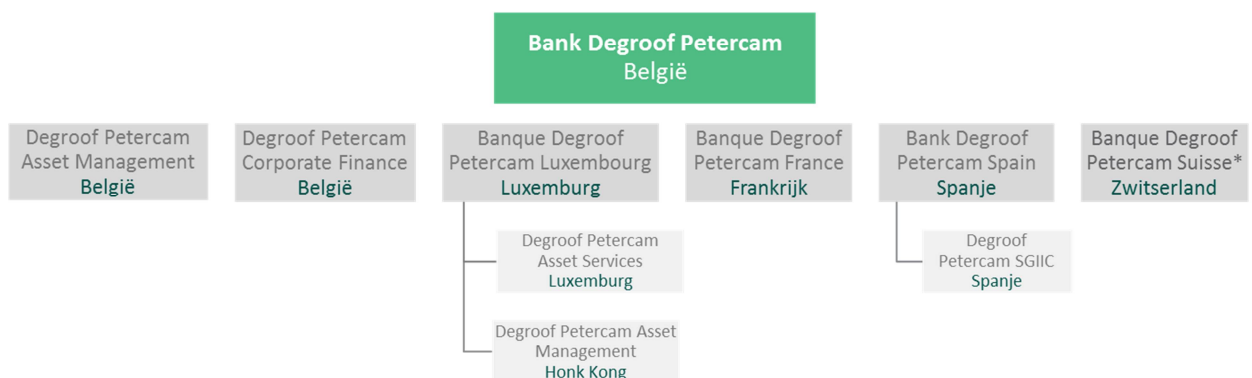 Bank Degroof Petercam
België
Degroof Petercam
Asset Management
België
Degroof Petercam
Corporate Finance
België
Banque Degroof
Petercam Luxembourg
Luxemburg
Banque Degroof
Petercam France
Frankrijk
Bank Degroof
Petercam Spain
Spanje
Banque Degroof
Petercam Suisse*
Zwitserland
Degroof Petercam
Asset Services
Luxemburg
Degroof
Petercam SGIIC
Spanje
Degroof Petercam Asset
Management
Honk Kong